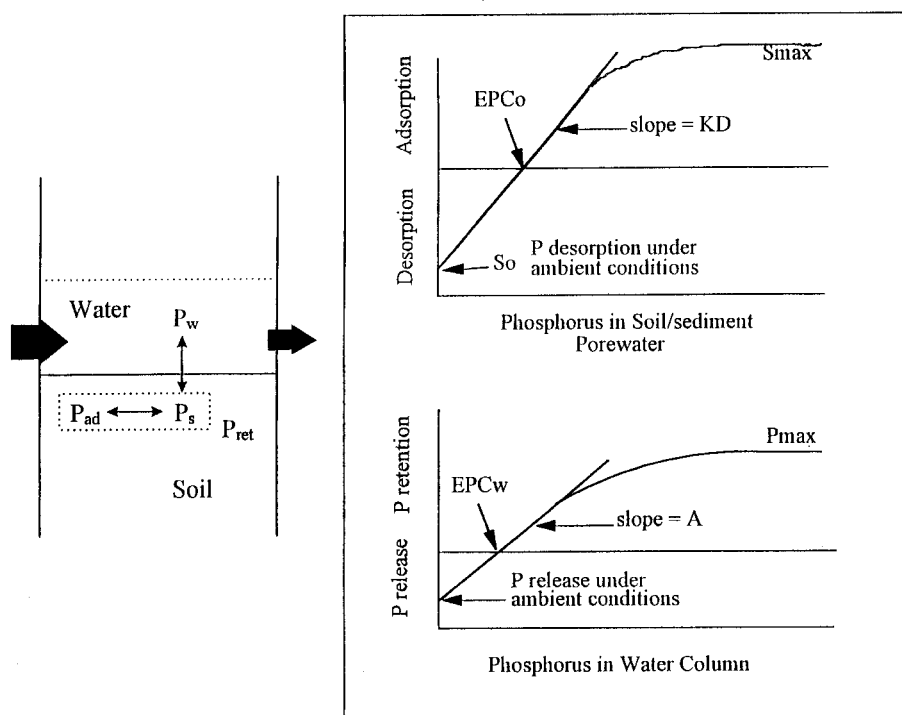 Water
P_w
P_ad
P_s
P_ret
Soil
Adsorption
Desorption
Smax
EPCo
slope = KD
So
P desorption under
ambient conditions
Phosphorus in Soil/sediment
Porewater
P retention
P release
Pmax
EPCw
slope = A
P release under
ambient conditions
Phosphorus in Water Column